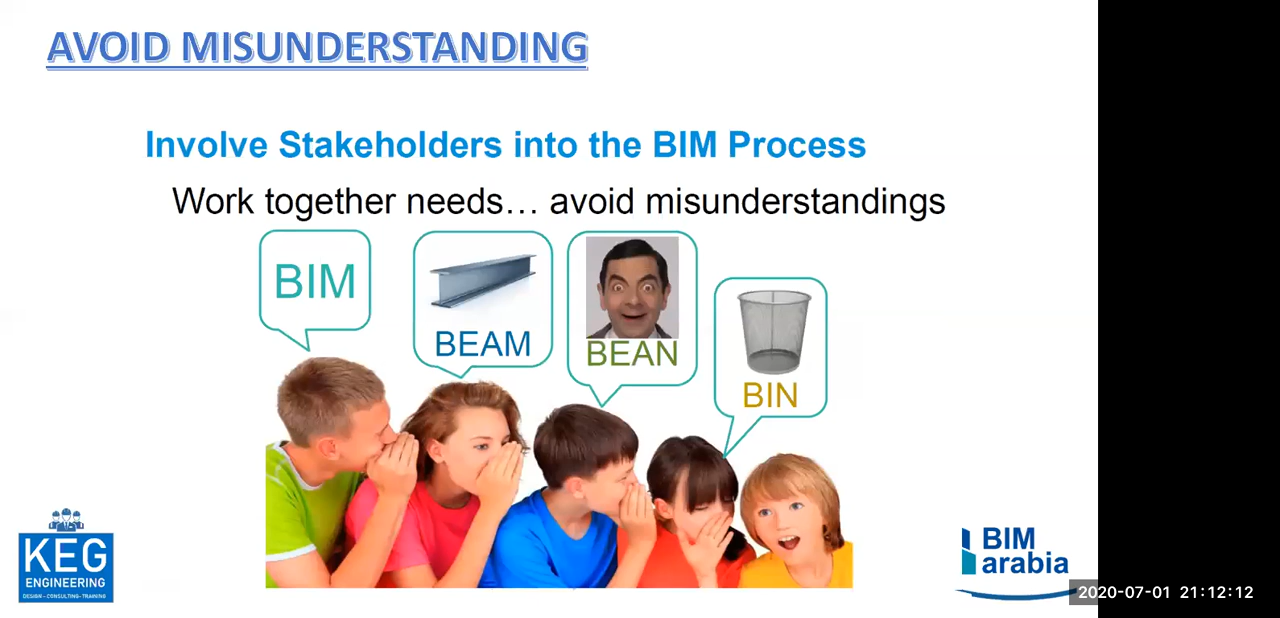 AVOID MISUNDERSTANDING
Involve Stakeholders into the BIM Process
Work together needs… avoid misunderstandings
BIM
BEAM
BEAN
BIN
KEG
ENGINEERING
DESIGN – CONSULTING– TRAINING
BIM
arabia
2020-07-01 21:12:12